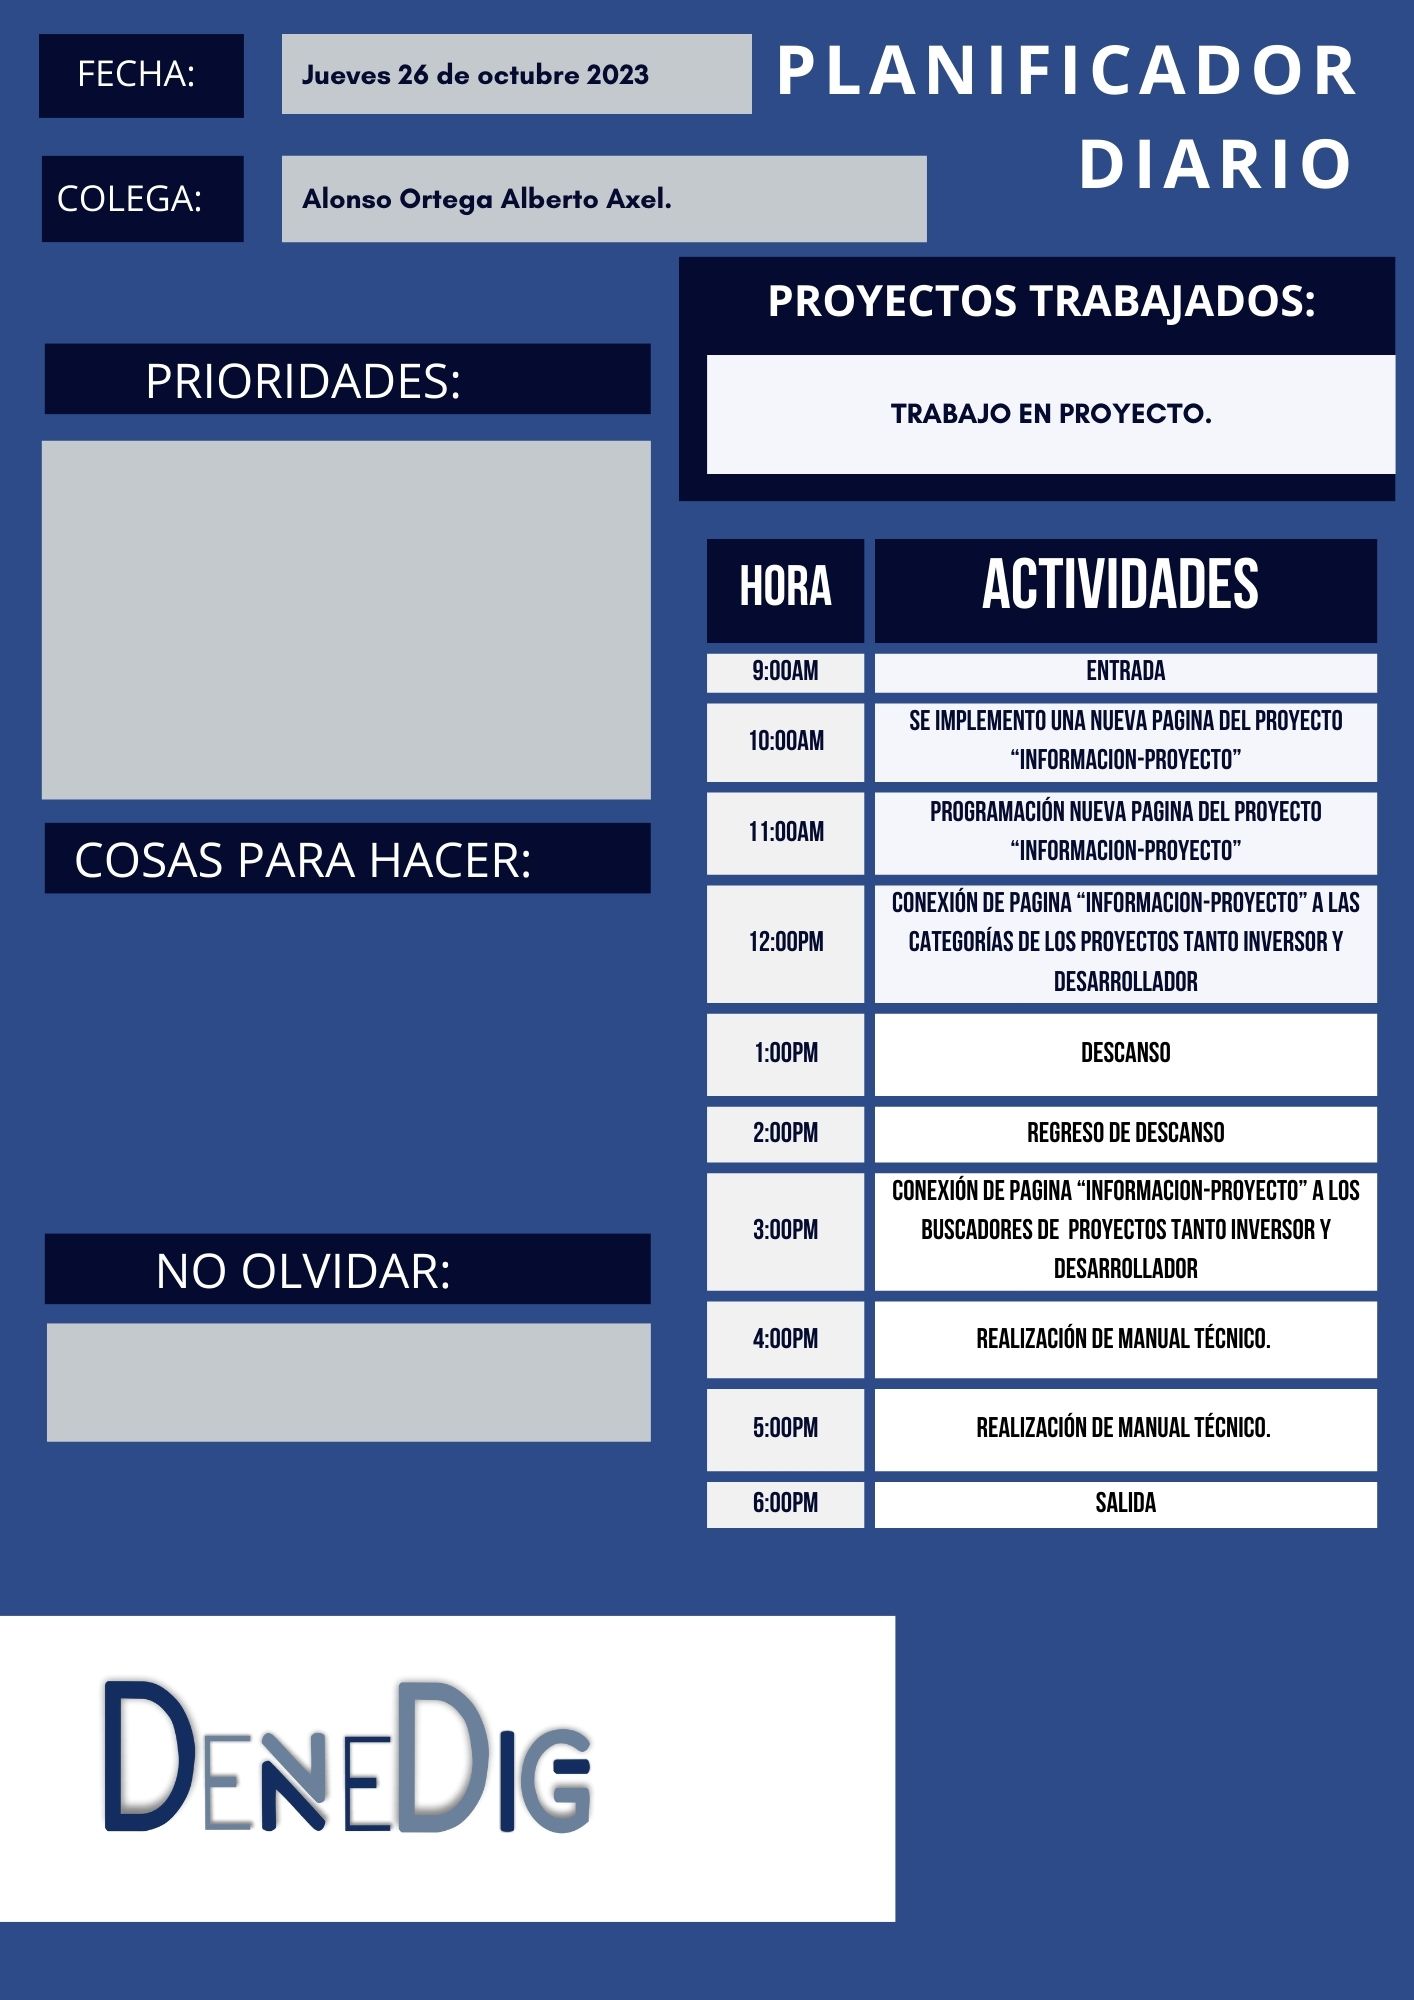 FECHA:
Jueves 26 de octubre 2023
PLANIFICADOR
DIARIO
COLEGA:
Alonso Ortega Alberto Axel.
PROYECTOS TRABAJADOS:
TRABAJO EN PROYECTO.
PRIORIDADES:
COSAS PARA HACER:
NO OLVIDAR:
HORA
ACTIVIDADES
9:00AM
ENTRADA
10:00AM
SE IMPLEMENTO UNA NUEVA PAGINA DEL PROYECTO
“INFORMACION-PROYECTO”
11:00AM
PROGRAMACIÓN NUEVA PAGINA DEL PROYECTO
“INFORMACION-PROYECTO”
12:00PM
CONEXIÓN DE PAGINA “INFORMACION-PROYECTO” A LAS
CATEGORÍAS DE LOS PROYECTOS TANTO INVERSOR Y
DESARROLLADOR
1:00PM
DESCANSO
2:00PM
REGRESO DE DESCANSO
3:00PM
CONEXIÓN DE PAGINA “INFORMACION-PROYECTO” A LOS
BUSCADORES DE PROYECTOS TANTO INVERSOR Y
DESARROLLADOR
4:00PM
REALIZACIÓN DE MANUAL TÉCNICO.
5:00PM
REALIZACIÓN DE MANUAL TÉCNICO.
6:00PM
SALIDA
DENEDIG